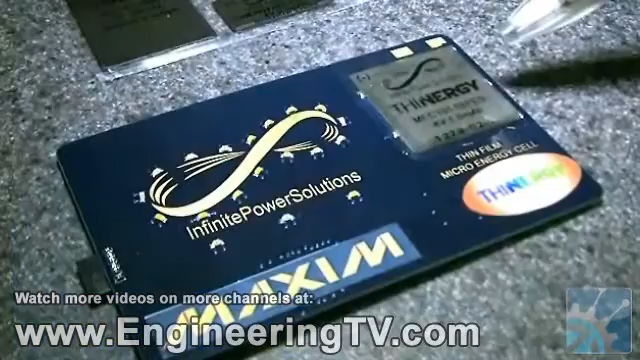 (-)
THINERGY
THIN FILM
MICRO ENERGY CELL
THINERGY
InfinitePowerSolutions
MAXIM
Watch more videos on more channels at:
www.EngineeringTV.com